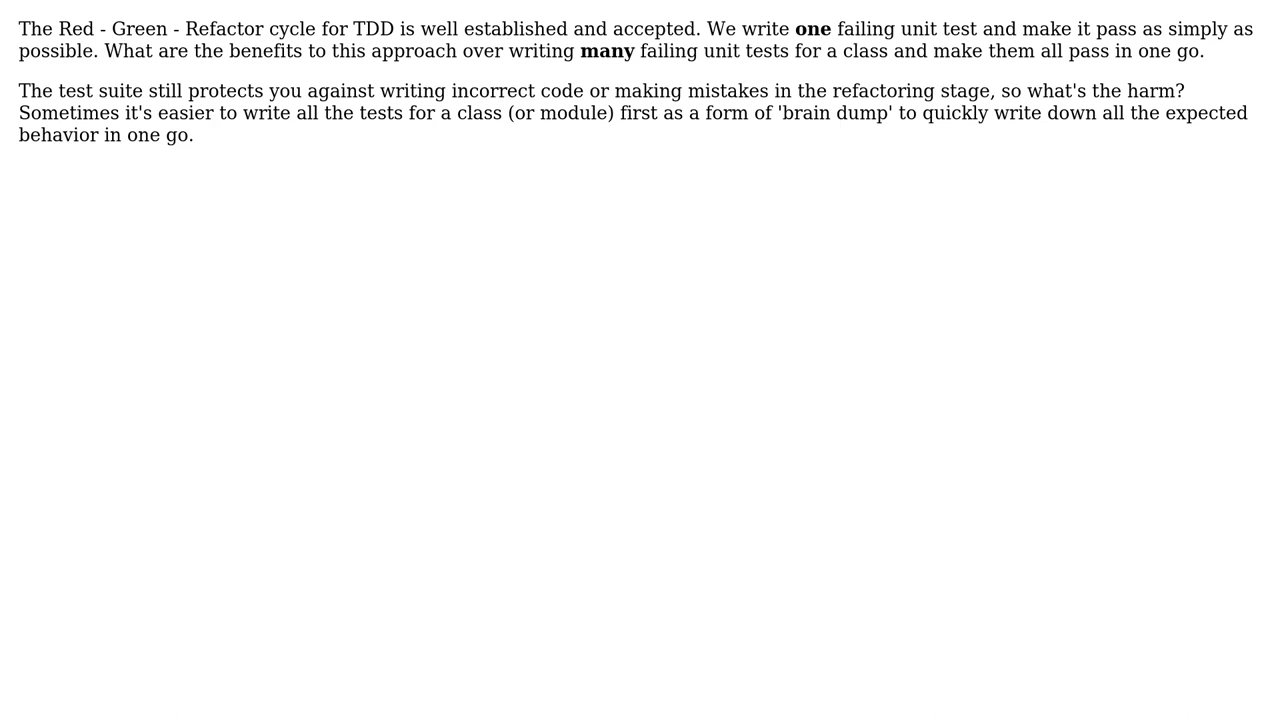 The Red - Green - Refactor cycle for TDD is well established and accepted. We write one failing unit test and make it pass as simply as
possible. What are the benefits to this approach over writing many failing unit tests for a class and make them all pass in one go.
The test suite still protects you against writing incorrect code or making mistakes in the refactoring stage, so what's the harm?
Sometimes it's easier to write all the tests for a class (or module) first as a form of 'brain dump' to quickly write down all the expected
behavior in one go.